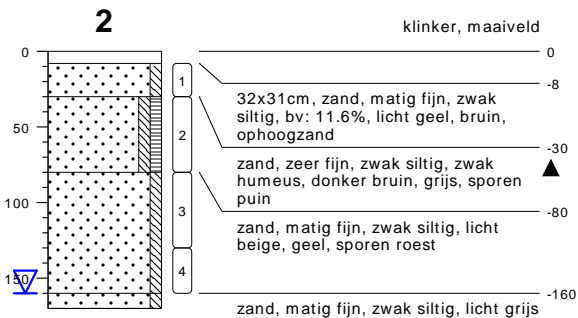 2
klinker, maaiveld
0
0
-8
1
32x31cm, zand, matig fijn, zwak
siltig, bv: 11.6%, licht geel, bruin,
ophoogzand
-30
50
2
zand, zeer fijn, zwak siltig, zwak
humeus, donker bruin, grijs, sporen
puin
-80
100
3
zand, matig fijn, zwak siltig, licht
beige, geel, sporen roest
4
150
-160
zand, matig fijn, zwak siltig, licht grijs